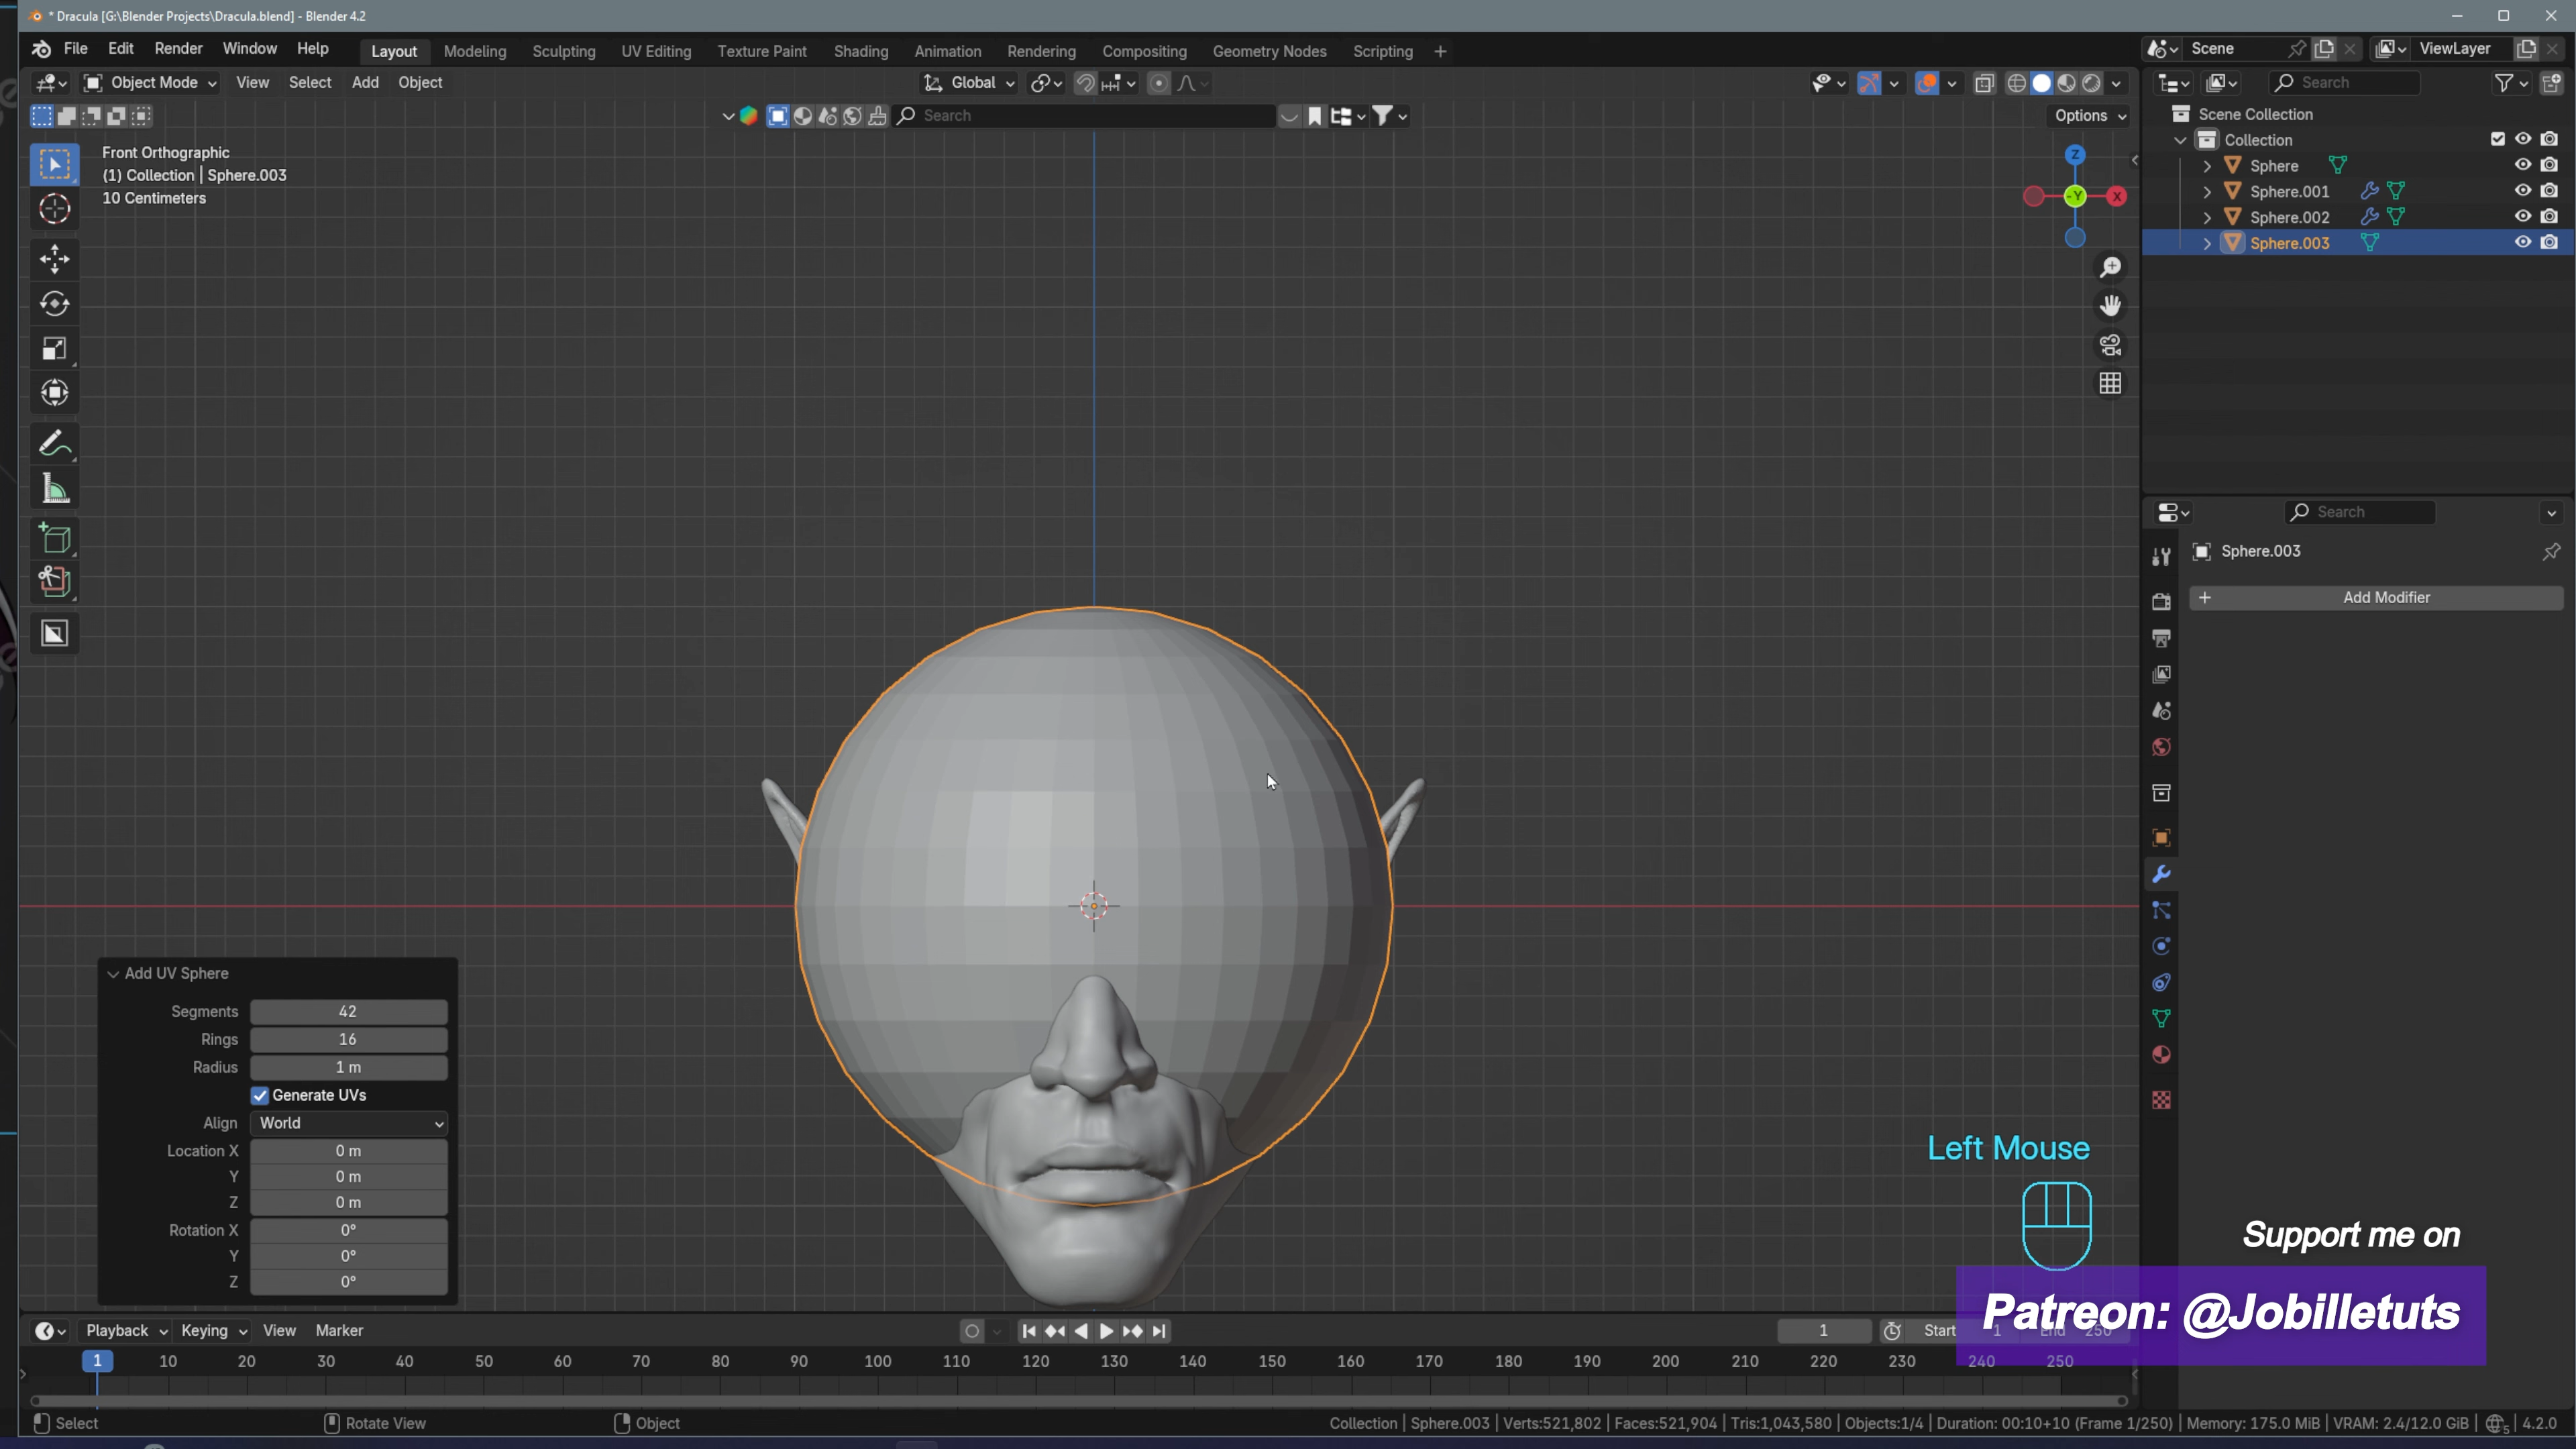 * Dracula [G:\Blender Projects\Dracula.blend] - Blender 4.2
File Edit Render Window Help Layout Modeling Sculpting UV Editing Texture Paint Shading Animation Rendering Compositing Geometry Nodes Scripting + Scene ViewLayer
Object Mode View Select Add Object Global Search
Search Options
Front Orthographic
(1) Collection | Sphere.003
10 Centimeters
Z
-Y
X
Scene Collection
Collection
Sphere
Sphere.001
Sphere.002
Sphere.003
Search
Sphere.003
+ Add Modifier
Add UV Sphere
Segments 42
Rings 16
Radius 1 m
Generate UVs
Align World
Location X 0 m
Y 0 m
Z 0 m
Rotation X 0°
Y 0°
Z 0°
Left Mouse
Support me on
Patreon: @Jobilletuts
Playback Keying View Marker 1 Start 1 End 250
1 10 20 30 40 50 60 70 80 90 100 110 120 130 140 150 160 170 180 190 200 210 220 230 240 250
Select Rotate View Object Collection | Sphere.003 | Verts:521,802 | Faces:521,904 | Tris:1,043,580 | Objects:1/4 | Duration: 00:10+10 (Frame 1/250) | Memory: 175.0 MiB | VRAM: 2.4/12.0 GiB | 5 | 4.2.0